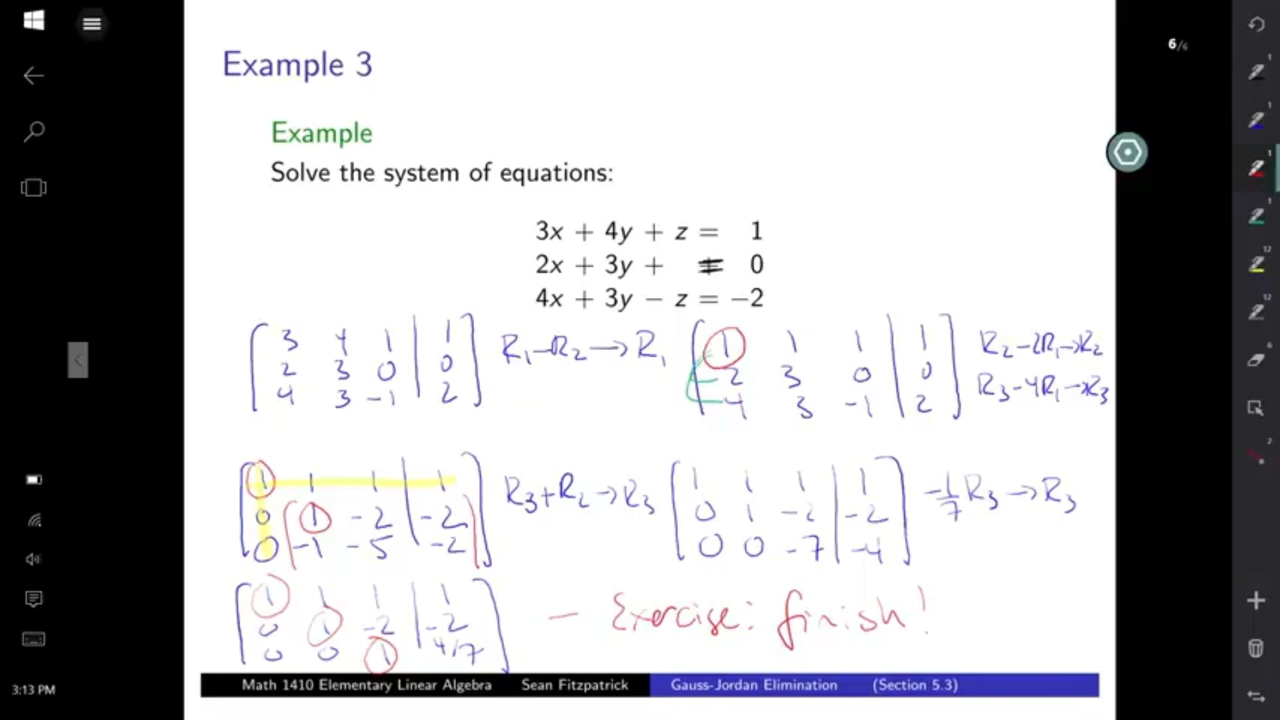 6/6
Example 3
Example
Solve the system of equations:
3x + 4y + z = 1
2x + 3y + = 0
4x + 3y − z = −2
3 4 1 | 1
2 3 0 | 0
4 3 -1 | 2
R1-R2→R1
1 1 1 | 1
2 3 0 | 0
4 3 -1 | 2
R2-2R1→R2
R3-4R1→R3
1 1 1 | 1
0 1 -2 | -2
0 -1 -5 | -2
R3+R2→R3
1 1 1 | 1
0 1 -2 | -2
0 0 -7 | -4
-1/7 R3→R3
1 1 1 | 1
0 1 -2 | -2
0 0 1 | 4/7
— Exercise: finish!
Math 1410 Elementary Linear Algebra Sean Fitzpatrick Gauss-Jordan Elimination (Section 5.3)
3:13 PM